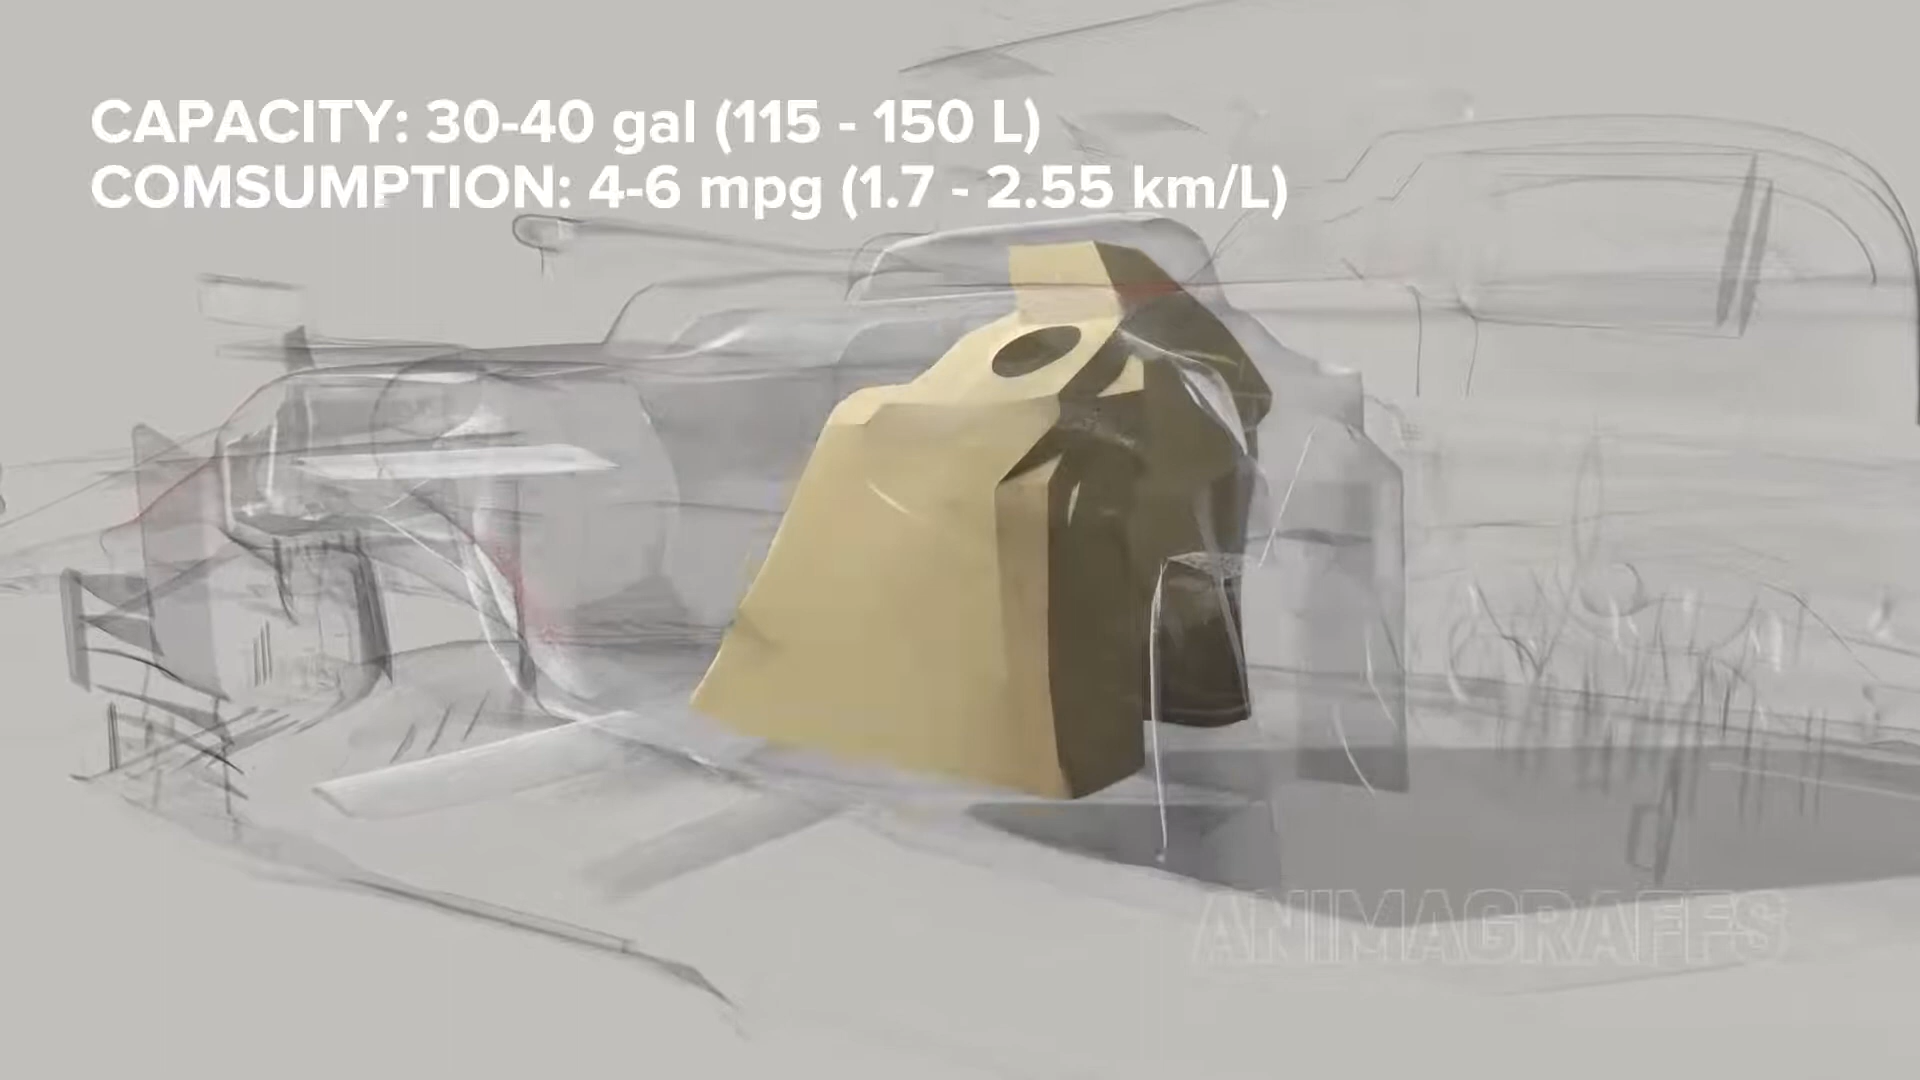 CAPACITY: 30-40 gal (115 - 150 L)
COMSUMPTION: 4-6 mpg (1.7 - 2.55 km/L)
ANIMAGRAFFS